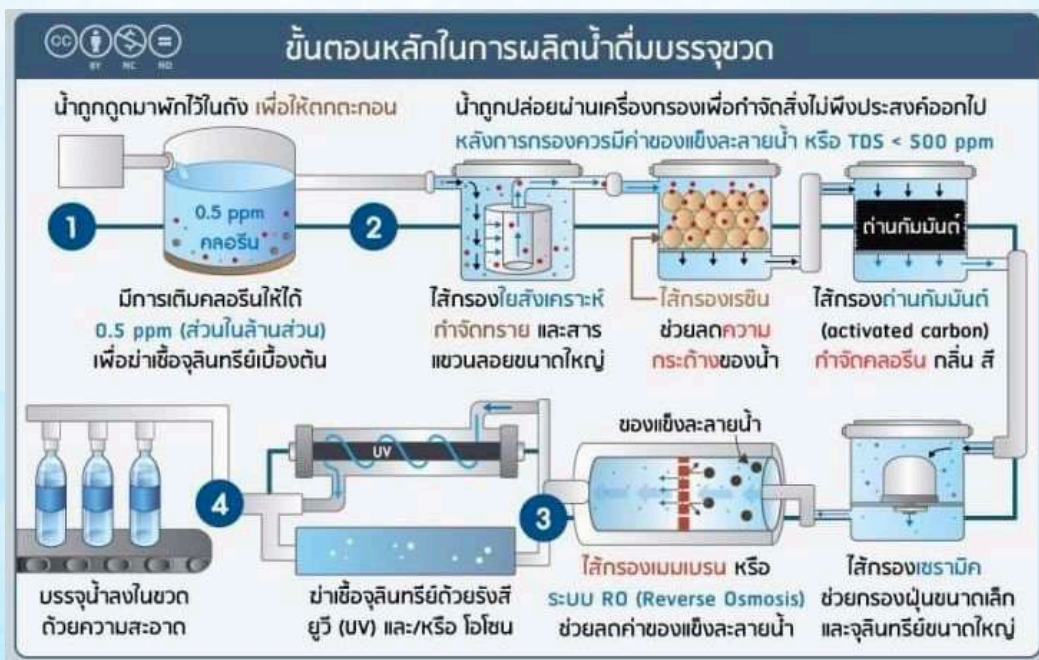 cc BY NC ND
ขั้นตอนหลักในการผลิตน้ำดื่มบรรจุขวด
น้ำถูกดูดมาพักไว้ในถัง เพื่อให้ตกตะกอน
น้ำถูกปล่อยผ่านเครื่องกรองเพื่อกำจัดสิ่งไม่พึงประสงค์ออกไป
หลังการกรองควรมีค่าของแข็งละลายน้ำ หรือ TDS < 500 ppm
1
0.5 ppm
คลอรีน
2
ถ่านกัมมันต์
มีการเติมคลอรีนให้ได้
0.5 ppm (ส่วนในล้านส่วน)
เพื่อฆ่าเชื้อจุลินทรีย์เบื้องต้น
ไส้กรองใยสังเคราะห์
กำจัดทราย และสาร
แขวนลอยขนาดใหญ่
ไส้กรองเรซิน
ช่วยลดความ
กระด้างของน้ำ
ไส้กรองถ่านกัมมันต์
(activated carbon)
กำจัดคลอรีน กลิ่น สี
ของแข็งละลายน้ำ
UV
4
3
บรรจุน้ำลงในขวด
ด้วยความสะอาด
ฆ่าเชื้อจุลินทรีย์ด้วยรังสี
ยูวี (UV) และ/หรือ โอโซน
ไส้กรองเมมเบรน หรือ
ระบบ RO (Reverse Osmosis)
ช่วยลดค่าของแข็งละลายน้ำ
ไส้กรองเซรามิค
ช่วยกรองฝุ่นขนาดเล็ก
และจุลินทรีย์ขนาดใหญ่